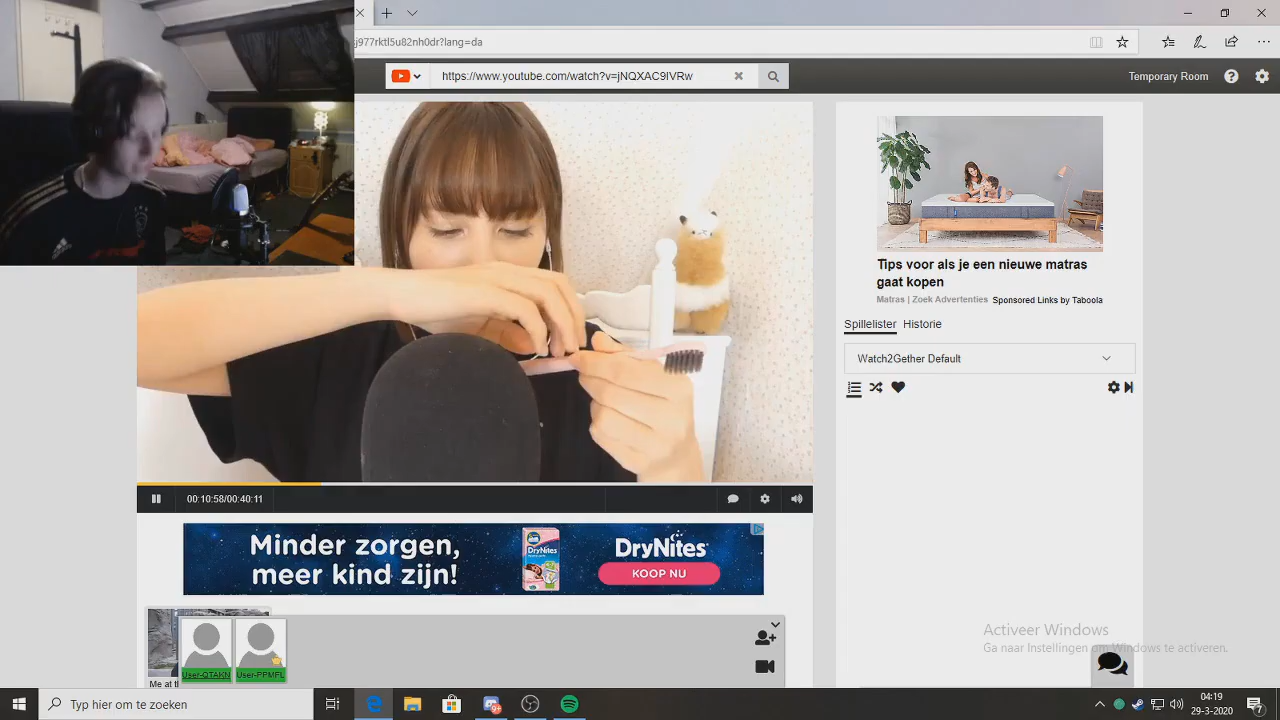 j977rktl5u82nh0dr?lang=da
https://www.youtube.com/watch?v=jNQXAC9IVRw
Temporary Room
Tips voor als je een nieuwe matras
gaat kopen
Matras | Zoek Advertenties Sponsored Links by Taboola
Spillelister Historie
Watch2Gether Default
00:10:58/00:40:11
Minder zorgen,
meer kind zijn!
DryNites
DryNites
KOOP NU
User-QTAKN User-PPMFL
Me at th
Activeer Windows
Ga naar Instellingen om Windows te activeren.
Typ hier om te zoeken
04:19
29-3-2020